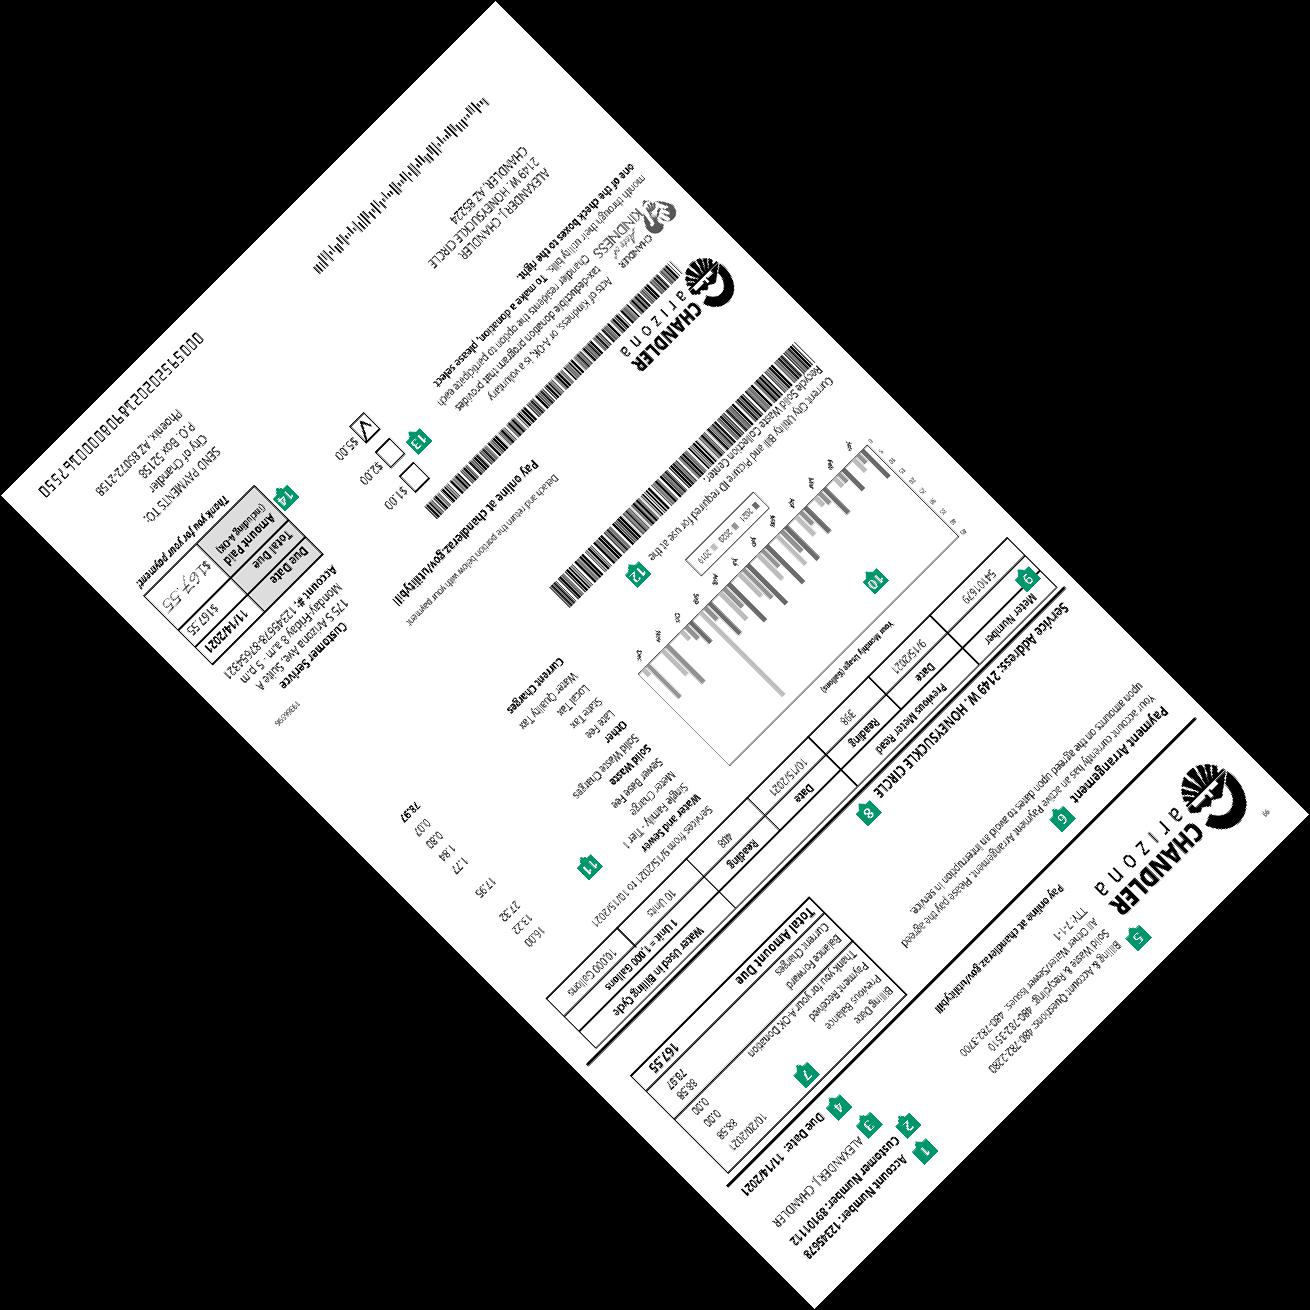 CHANDLER
arizona
99
5
Billing & Account Questions: 480-782-2280
Solid Waste & Recycling: 480-782-3510
All Other Water/Sewer Issues: 480-782-3700
TTY: 7-1-1
Pay online at chandleraz.gov/utilitybill
1
Account Number: 12345678
2
Customer Number: 89101112
3
ALEXANDER J. CHANDLER
4
Due Date: 11/14/2021
Payment Arrangement
6
Your account currently has an active Payment Arrangement. Please pay the agreed
upon amounts on the agreed upon dates to avoid an interruption in service.
7
Billing Date 10/20/2021
Previous Balance 88.58
Payment Received 0.00
Thank you for your A-OK Donation 0.00
Balance Forward 88.58
Current Charges 78.97
Total Amount Due 167.55
Service Address: 2149 W. HONEYSUCKLE CIRCLE
8
9
Meter Number
Previous Meter Read
Water Used in Billing Cycle
Date Reading Date Reading 1 Unit = 1,000 Gallons
54101679 9/15/2021 398 10/15/2021 408 10 Units 10,000 Gallons
Your Monthly Usage (Gallons)
10
0 5 10 15 20 25 30 35 40 45
Jan Feb Mar Apr May Jun Jul Aug Sep Oct Nov Dec
2021 2020 2019
11
Services from 9/15/2021 to 10/15/2021
Water and Sewer
Single Family - Tier 1 16.00
Meter Charge 13.22
Sewer Base Fee 27.32
Solid Waste
Solid Waste Charges 17.95
Other
Late Fee 1.77
State Tax 1.84
Local Tax 0.80
Water Quality Tax 0.07
Current Charges 78.97
12
Current City Utility Bill and Picture ID required for use at the
Recycle Solid Waste Collection Center.
19366096
Detach and return the portion below with your payment
Pay online at chandleraz.gov/utilitybill
CHANDLER
arizona
CHANDLER
Acts of
KINDNESS
Acts of Kindness, or A-OK, is a voluntary
tax-deductible donation program that provides
Chandler residents the option to participate each
month through their utility bills. To make a donation, please select
one of the check boxes to the right.
13
$1.00
$2.00
$5.00
Customer Service
175 S Arizona Ave. Suite A
Monday-Friday 8 a.m - 5 p.m
Account #: 12345678-87654321
Due Date 11/14/2021
Total Due $167.55
Amount Paid
(including A-OK) $167.55
14
Thank you for your payment.
ALEXANDER J. CHANDLER
2149 W. HONEYSUCKLE CIRCLE
CHANDLER, AZ 85224
SEND PAYMENTS TO:
City of Chandler
P.O. Box 52158
Phoenix, AZ 85072-2158